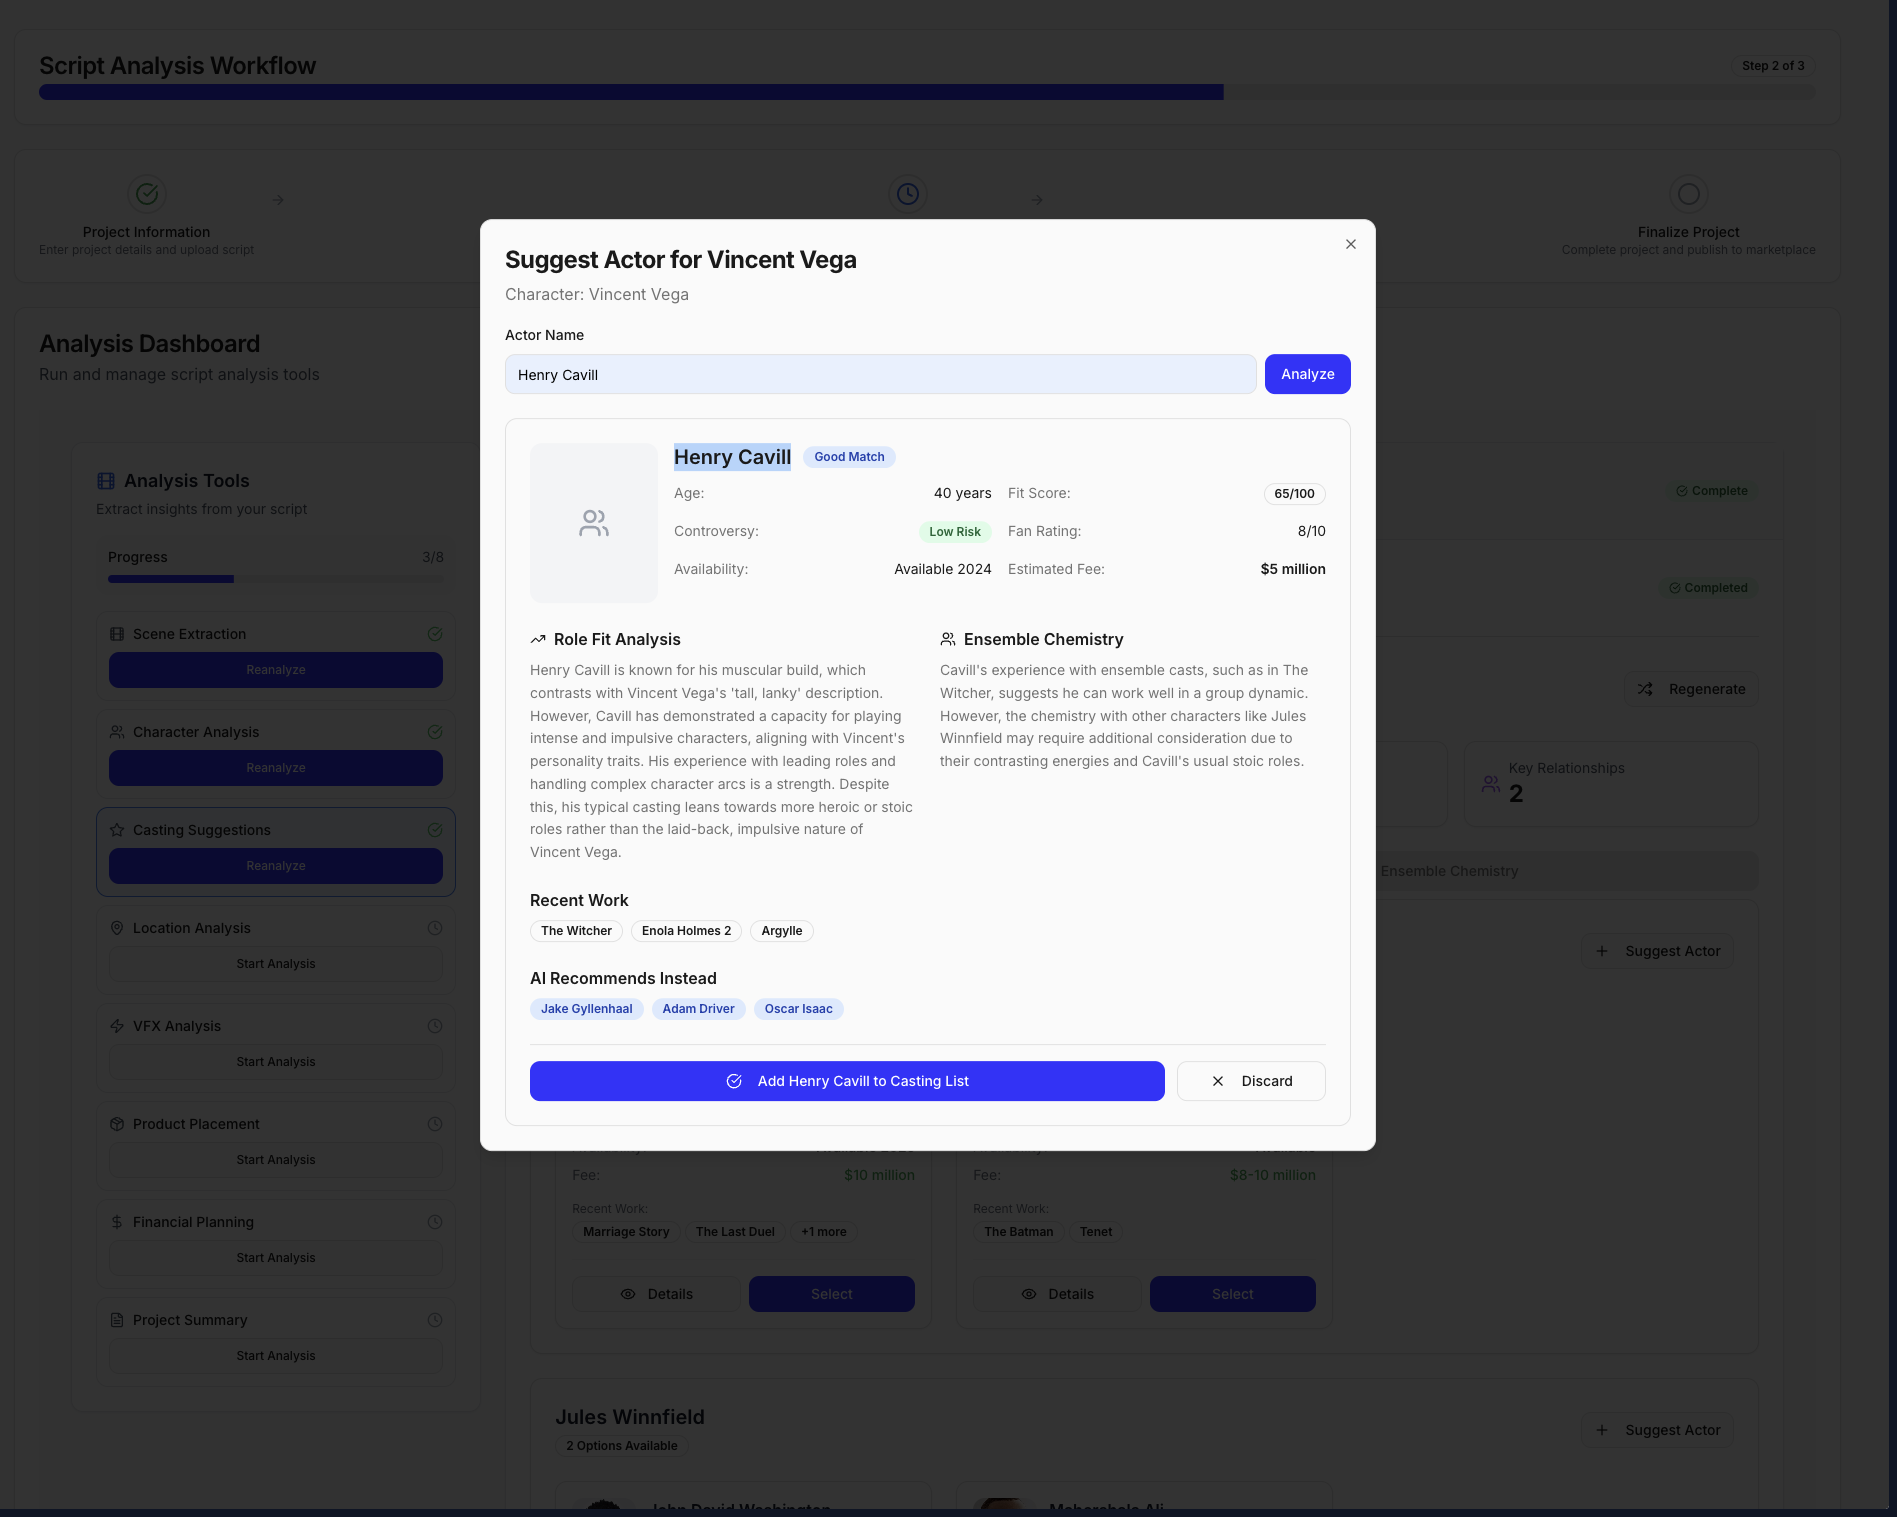 Script Analysis Workflow
Step 2 of 3
Project Information
Enter project details and upload script
Finalize Project
Complete project and publish to marketplace
Analysis Dashboard
Run and manage script analysis tools
Analysis Tools
Extract insights from your script
Progress
3/8
Scene Extraction
Reanalyze
Character Analysis
Reanalyze
Casting Suggestions
Reanalyze
Location Analysis
Start Analysis
VFX Analysis
Start Analysis
Product Placement
Start Analysis
Financial Planning
Start Analysis
Project Summary
Start Analysis
Suggest Actor for Vincent Vega
Character: Vincent Vega
Actor Name
Henry Cavill
Analyze
Henry Cavill
Good Match
Age:
40 years
Fit Score:
65/100
Controversy:
Low Risk
Fan Rating:
8/10
Availability:
Available 2024
Estimated Fee:
$5 million
Role Fit Analysis
Henry Cavill is known for his muscular build, which
contrasts with Vincent Vega's 'tall, lanky' description.
However, Cavill has demonstrated a capacity for playing
intense and impulsive characters, aligning with Vincent's
personality traits. His experience with leading roles and
handling complex character arcs is a strength. Despite
this, his typical casting leans towards more heroic or stoic
roles rather than the laid-back, impulsive nature of
Vincent Vega.
Ensemble Chemistry
Cavill's experience with ensemble casts, such as in The
Witcher, suggests he can work well in a group dynamic.
However, the chemistry with other characters like Jules
Winnfield may require additional consideration due to
their contrasting energies and Cavill's usual stoic roles.
Recent Work
The Witcher
Enola Holmes 2
Argylle
AI Recommends Instead
Jake Gyllenhaal
Adam Driver
Oscar Isaac
Add Henry Cavill to Casting List
Discard
Complete
Completed
Regenerate
Key Relationships
2
Ensemble Chemistry
Suggest Actor
Fee:
$10 million
Recent Work:
Marriage Story
The Last Duel
+1 more
Details
Select
Fee:
$8-10 million
Recent Work:
The Batman
Tenet
Details
Select
Jules Winnfield
2 Options Available
Suggest Actor
John David Washington
Mahershala Ali